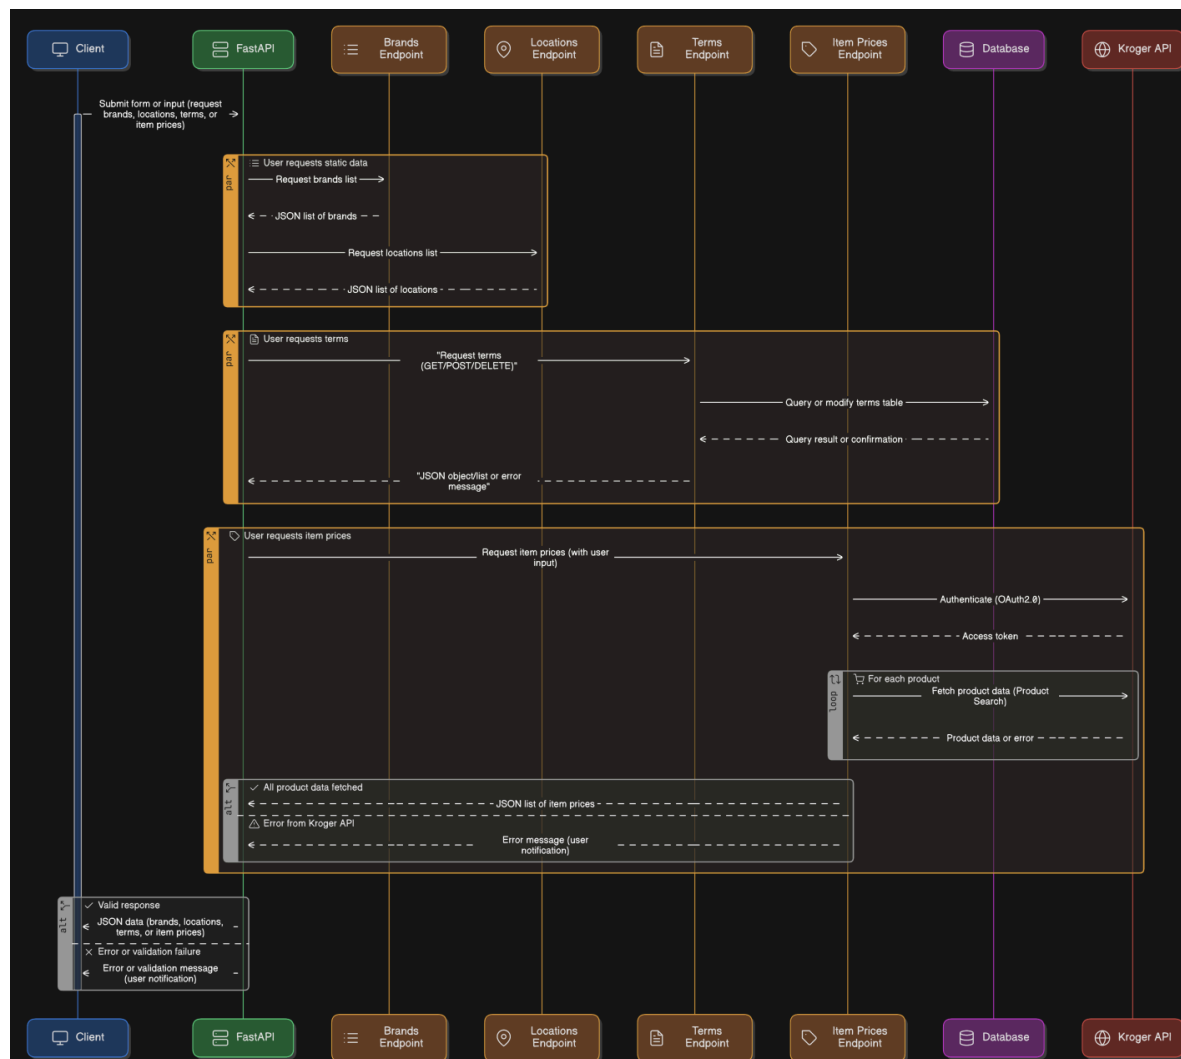 Client
FastAPI
Brands
Endpoint
Locations
Endpoint
Terms
Endpoint
Item Prices
Endpoint
Database
Kroger API
Submit form or input (request
brands, locations, terms, or
item prices)
par
User requests static data
Request brands list
JSON list of brands
Request locations list
JSON list of locations
par
User requests terms
"Request terms
(GET/POST/DELETE)"
Query or modify terms table
Query result or confirmation
"JSON object/list or error
message"
par
User requests item prices
Request item prices (with user
input)
Authenticate (OAuth2.0)
Access token
loop
For each product
Fetch product data (Product
Search)
Product data or error
alt
All product data fetched
JSON list of item prices
Error from Kroger API
Error message (user
notification)
alt
Valid response
JSON data (brands, locations,
terms, or item prices)
Error or validation failure
Error or validation message
(user notification)
Client
FastAPI
Brands
Endpoint
Locations
Endpoint
Terms
Endpoint
Item Prices
Endpoint
Database
Kroger API